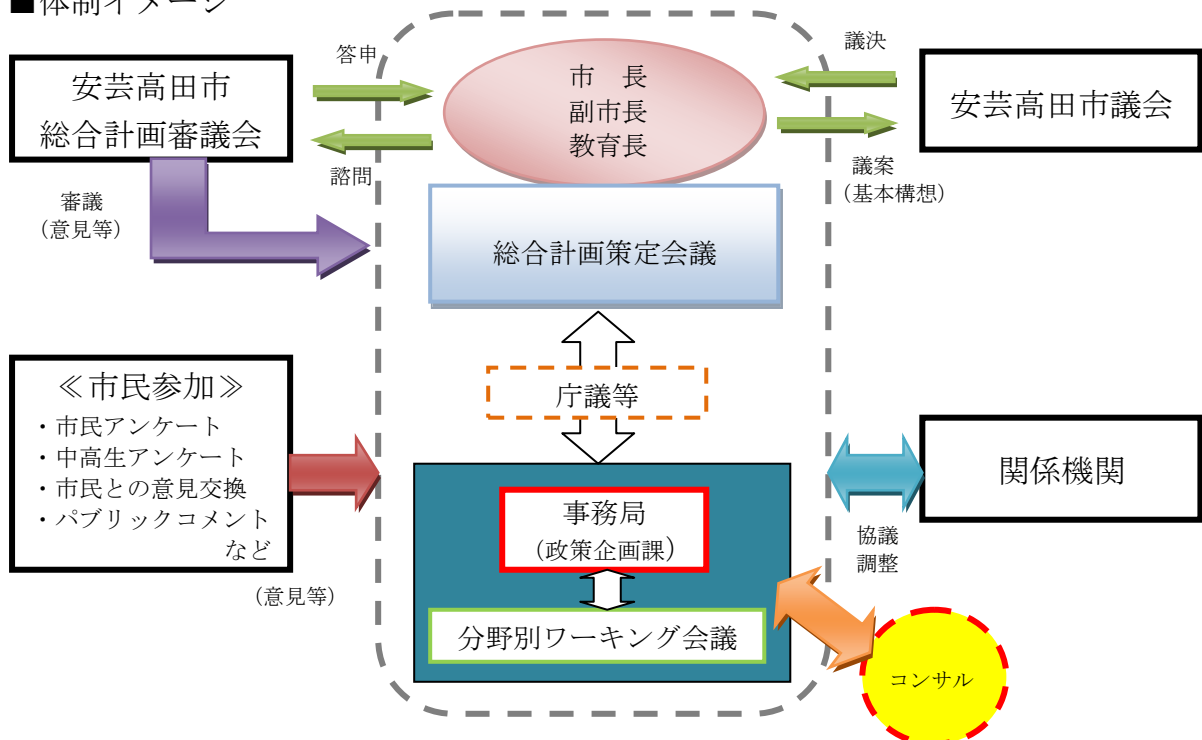 ■体制イメージ
答申
議決
安芸高田市
総合計画審議会
市　長
副市長
教育長
安芸高田市議会
諮問
議案
（基本構想）
審議
（意見等）
総合計画策定会議
≪市民参加≫
・市民アンケート
・中高生アンケート
・市民との意見交換
・パブリックコメント
など
（意見等）
庁議等
関係機関
事務局
（政策企画課）
協議
調整
分野別ワーキング会議
コンサル